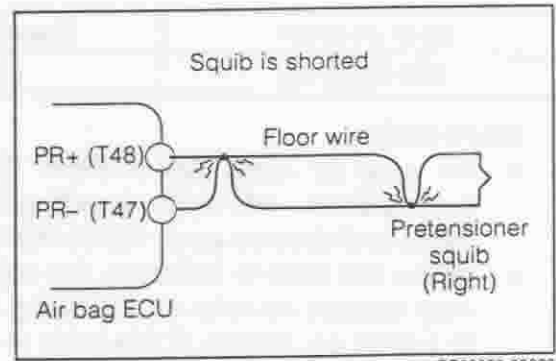 Squib is shorted
PR+ (T48)
Floor wire
PR– (T47)
Pretensioner
squib
(Right)
Air bag ECU